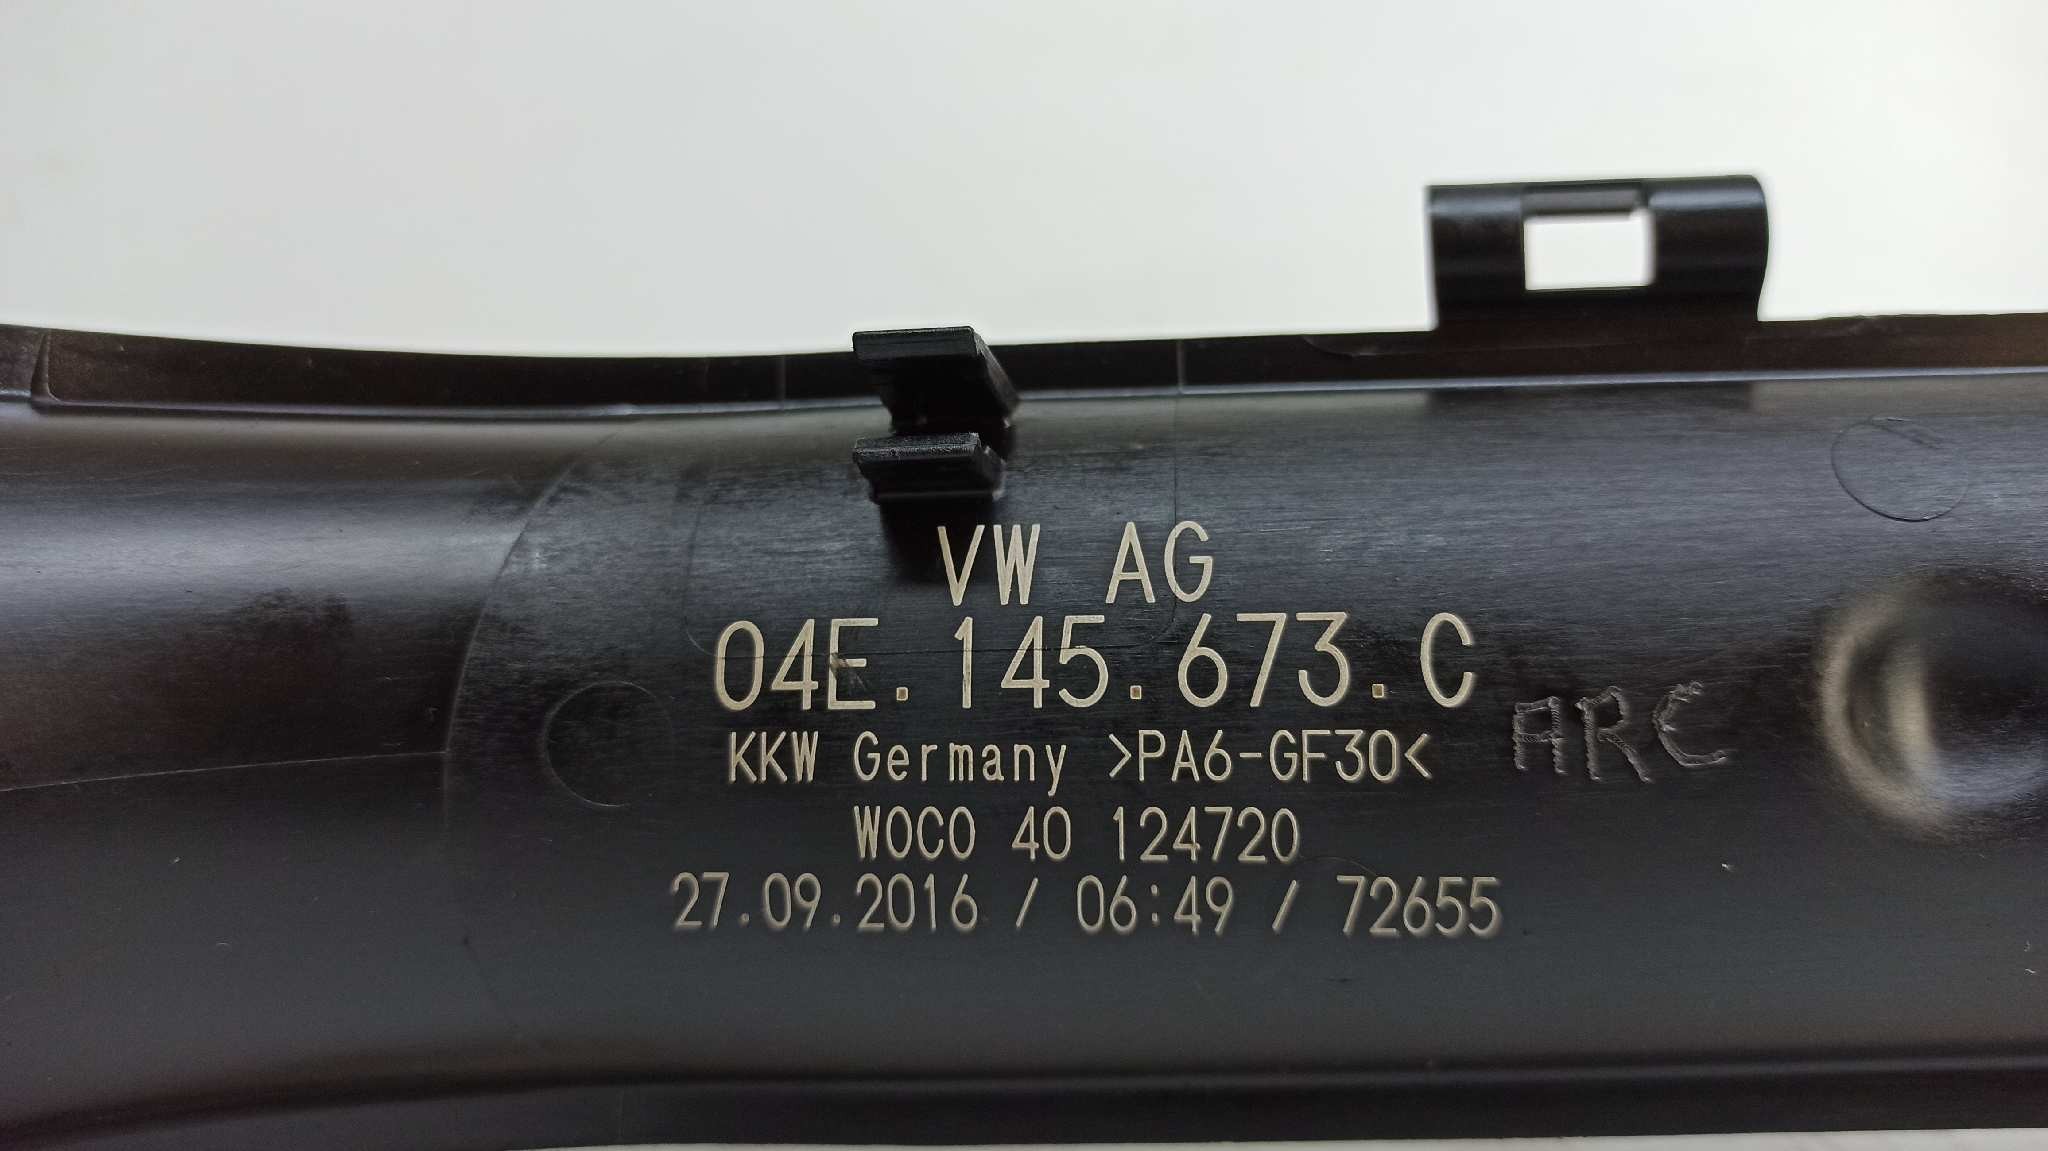 VW AG
04E.145.673.C
ARC
KKW Germany >PA6-GF30<
WOCO 40 124720
27.09.2016 / 06:49 / 72655